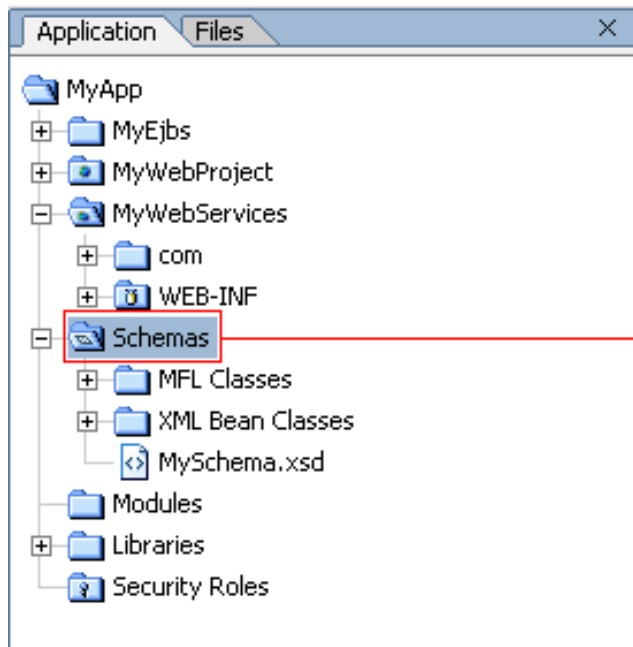 Application Files
MyApp
MyEjbs
MyWebProject
MyWebServices
com
WEB-INF
Schemas
MFL Classes
XML Bean Classes
MySchema.xsd
Modules
Libraries
Security Roles